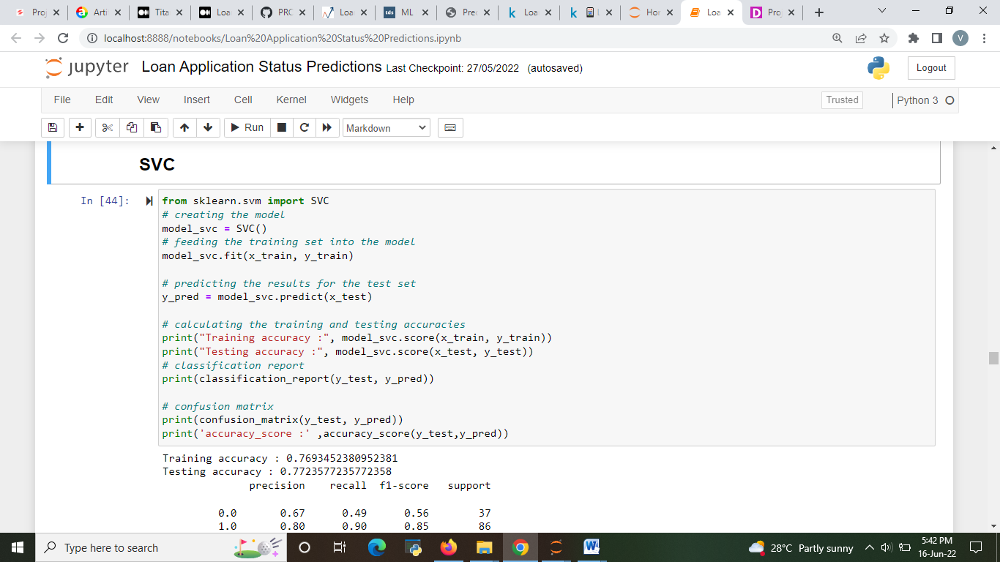 Proj
Arti
Tita
Loa
PRC
Loa
ML
Pre
Loa
L
Hor
Loa
Proj
localhost:8888/notebooks/Loan%20Application%20Status%20Predictions.ipynb
V
jupyter Loan Application Status Predictions Last Checkpoint: 27/05/2022 (autosaved)
Logout
File Edit View Insert Cell Kernel Widgets Help
Trusted
Python 3
Run
Markdown
SVC
In [44]:
from sklearn.svm import SVC
# creating the model
model_svc = SVC()
# feeding the training set into the model
model_svc.fit(x_train, y_train)
# predicting the results for the test set
y_pred = model_svc.predict(x_test)
# calculating the training and testing accuracies
print("Training accuracy :", model_svc.score(x_train, y_train))
print("Testing accuracy :", model_svc.score(x_test, y_test))
# classification report
print(classification_report(y_test, y_pred))
# confusion matrix
print(confusion_matrix(y_test, y_pred))
print('accuracy_score :' ,accuracy_score(y_test,y_pred))
Training accuracy : 0.7693452380952381
Testing accuracy : 0.7723577235772358
precision recall f1-score support
0.0 0.67 0.49 0.56 37
1.0 0.80 0.90 0.85 86
Type here to search
28°C Partly sunny
5:42 PM
16-Jun-22